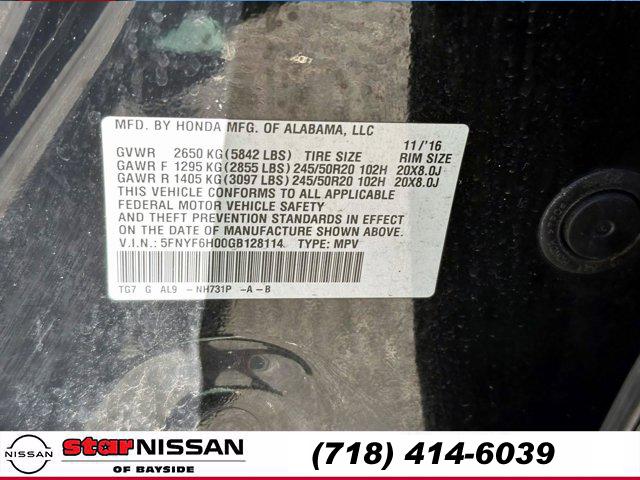 MFD. BY HONDA MFG. OF ALABAMA, LLC 11/'16
GVWR 2650 KG (5842 LBS) TIRE SIZE RIM SIZE
GAWR F 1295 KG (2855 LBS) 245/50R20 102H 20X8.0J
GAWR R 1405 KG (3097 LBS) 245/50R20 102H 20X8.0J
THIS VEHICLE CONFORMS TO ALL APPLICABLE
FEDERAL MOTOR VEHICLE SAFETY
AND THEFT PREVENTION STANDARDS IN EFFECT
ON THE DATE OF MANUFACTURE SHOWN ABOVE.
V.I.N.: 5FNYF6H00GB128114 TYPE: MPV
TG7 G AL9 - NH731P -A-B
NISSAN star NISSAN (718) 414-6039
OF BAYSIDE